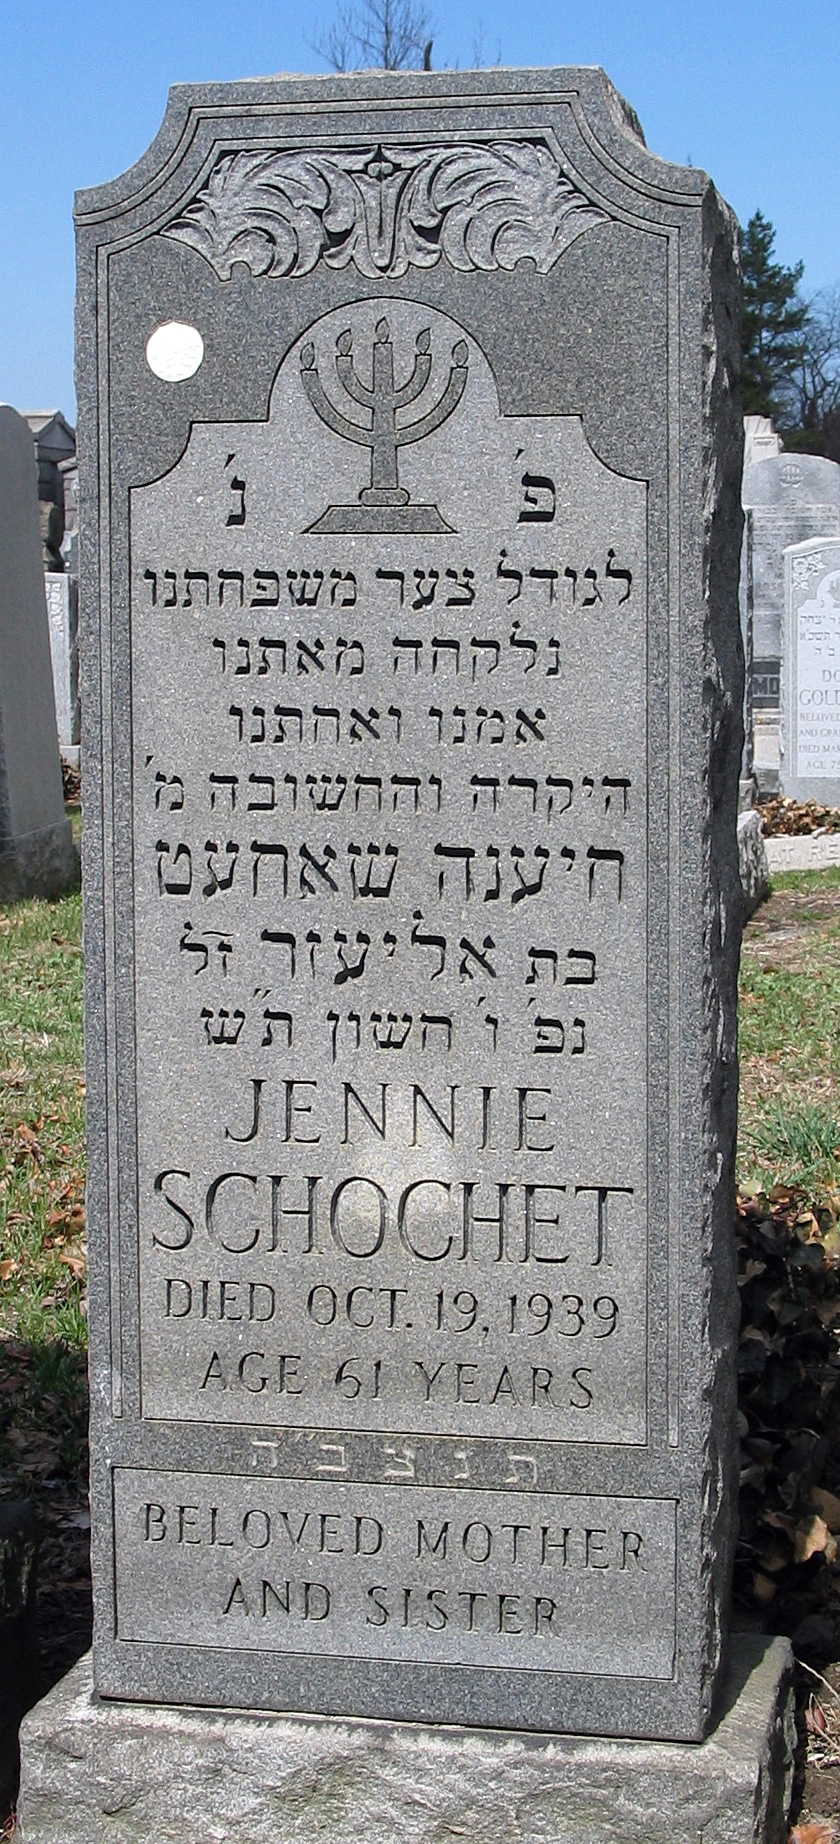 פ' נ'
לגודל צער משפחתנו
נלקחה מאתנו
אמנו ואחתנו
היקרה והחשובה מ'
חיענה שאחעט
בת אליעזר ז״ל
נפ' ו' חשון ת״ש
JENNIE
SCHOCHET
DIED OCT. 19, 1939
AGE 61 YEARS
ת נ צ ב״ה
BELOVED MOTHER
AND SISTER